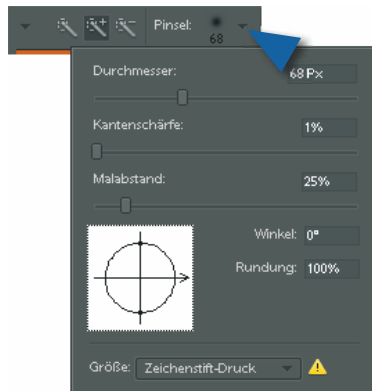 Pinsel:
68
Durchmesser: 68 Px
Kantenschärfe: 1%
Malabstand: 25%
Winkel: 0°
Rundung: 100%
Größe: Zeichenstift-Druck